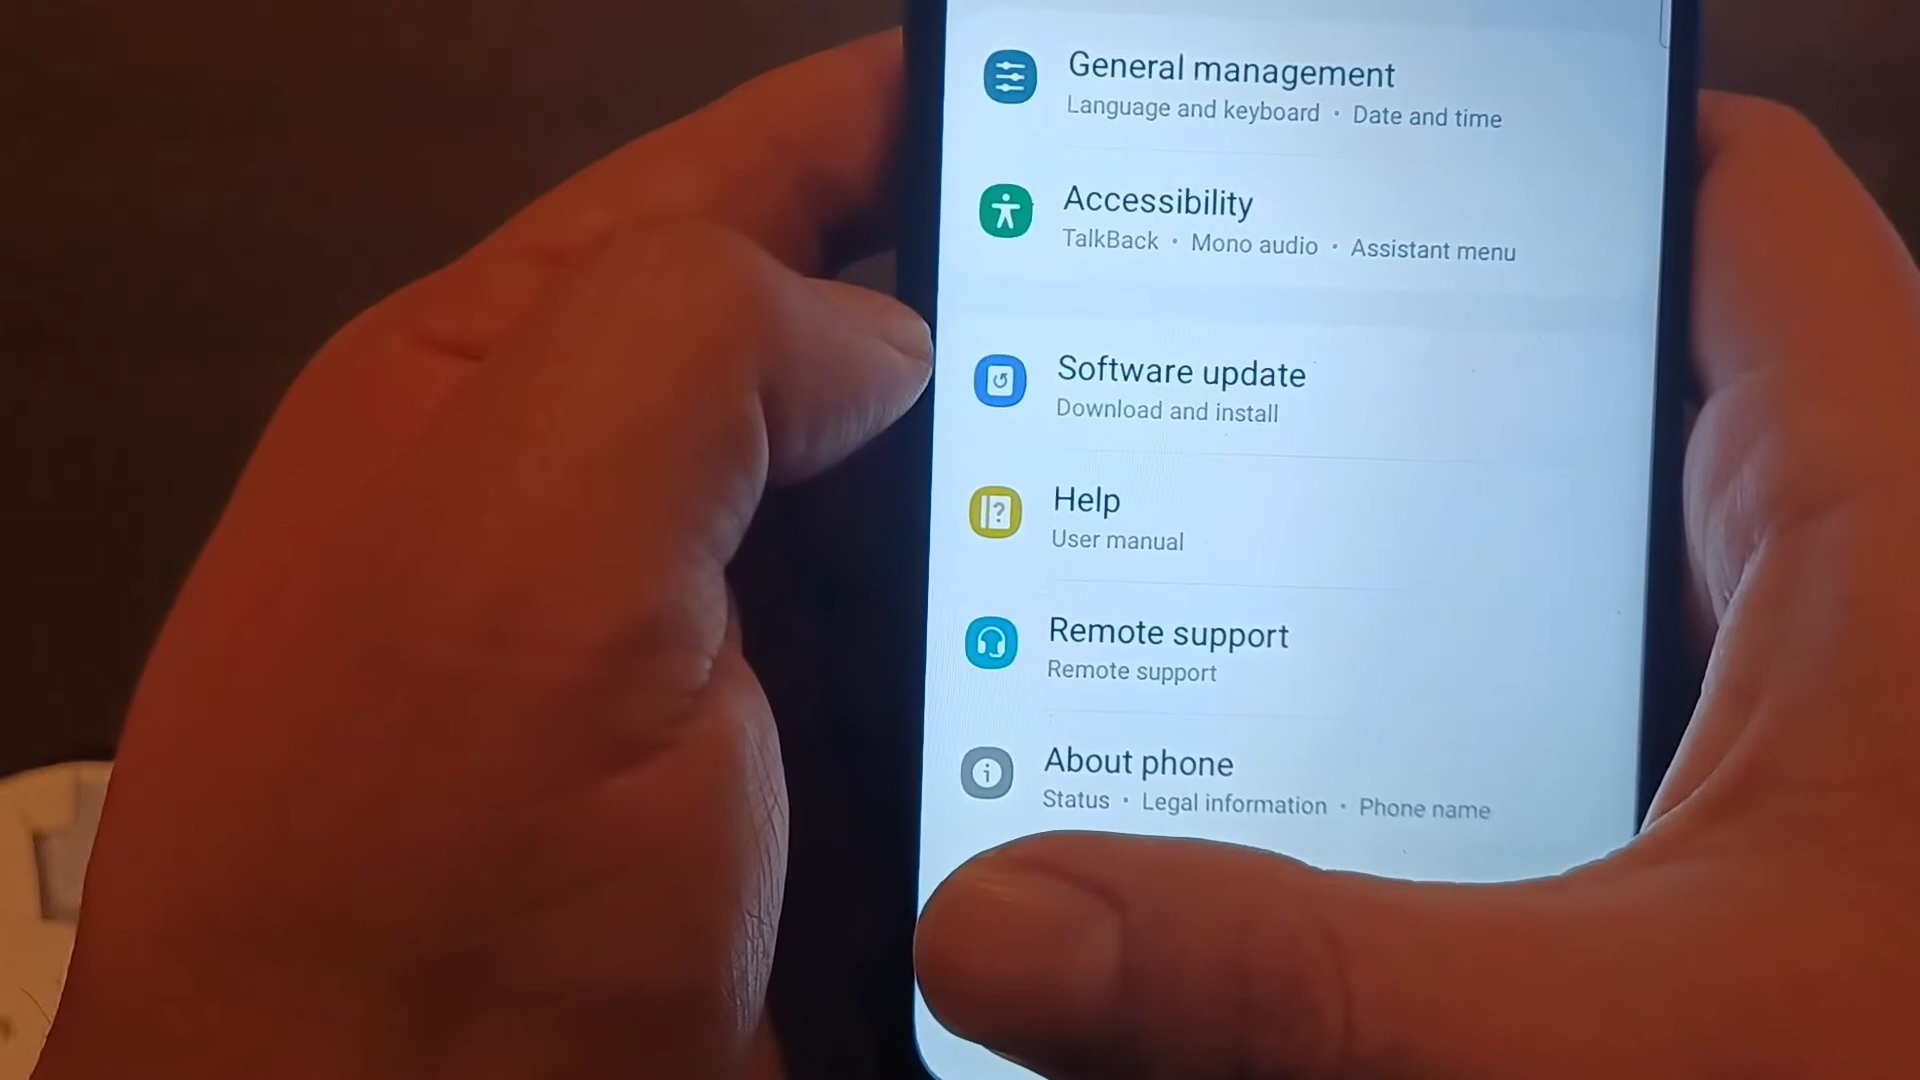 General management
Language and keyboard • Date and time
Accessibility
TalkBack • Mono audio • Assistant menu
Software update
Download and install
Help
User manual
Remote support
Remote support
About phone
Status • Legal information • Phone name